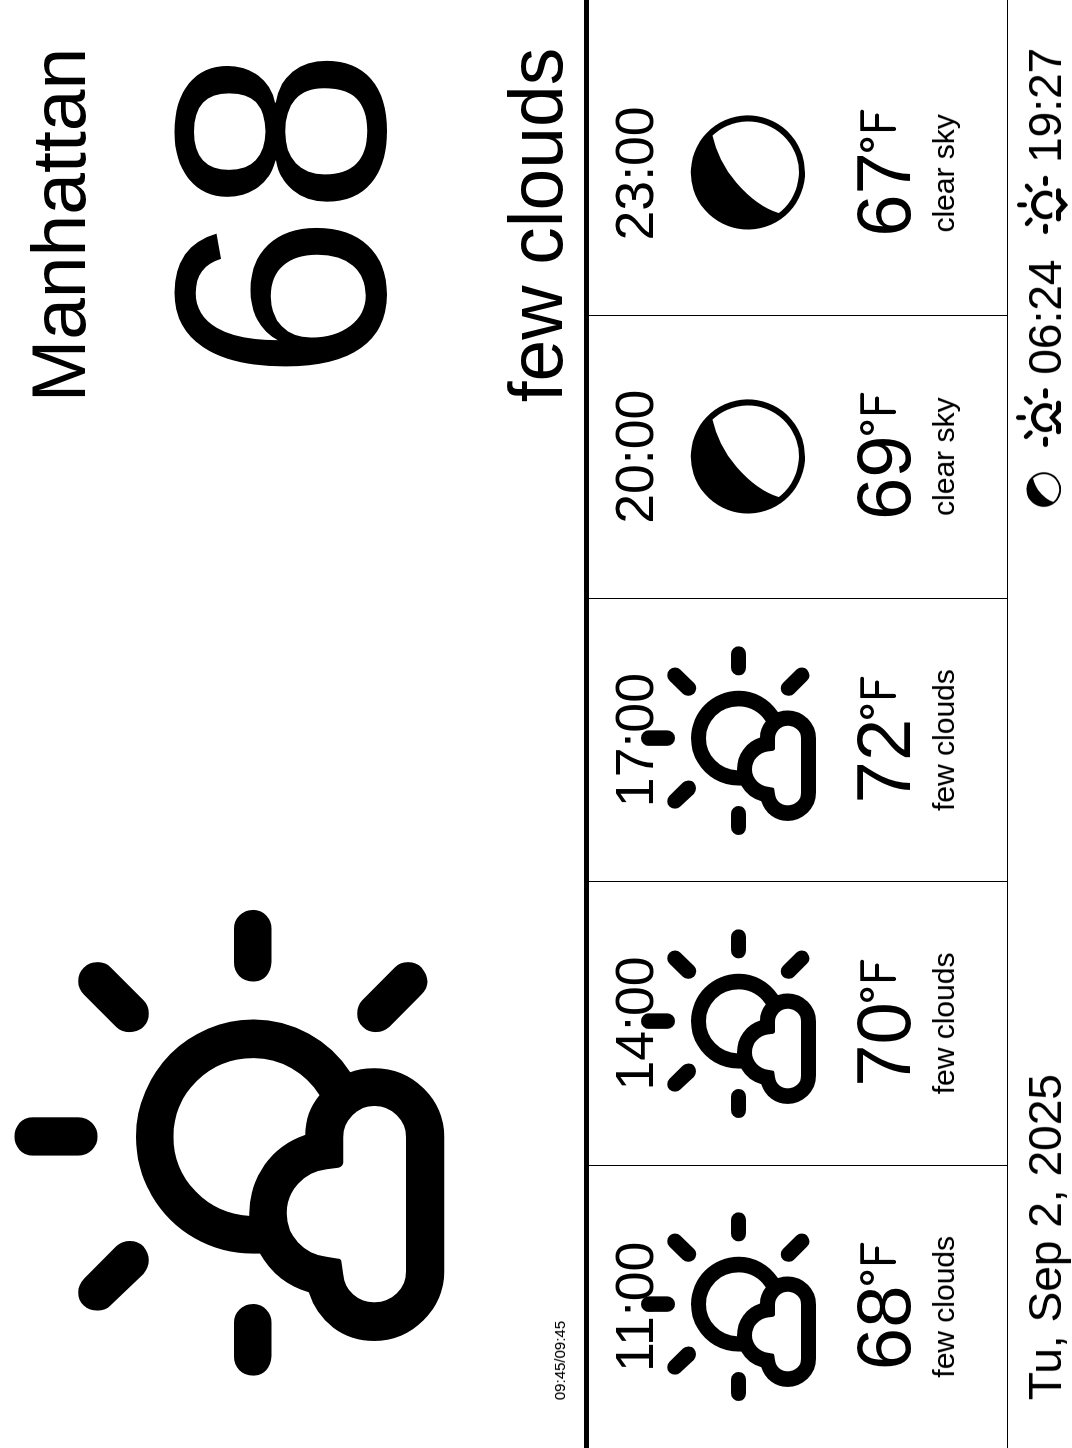 Manhattan
68
few clouds
09:45/09:45
11:00 14:00 17:00 20:00 23:00
68°F 70°F 72°F 69°F 67°F
few clouds few clouds few clouds clear sky clear sky
Tu, Sep 2, 2025 06:24 19:27